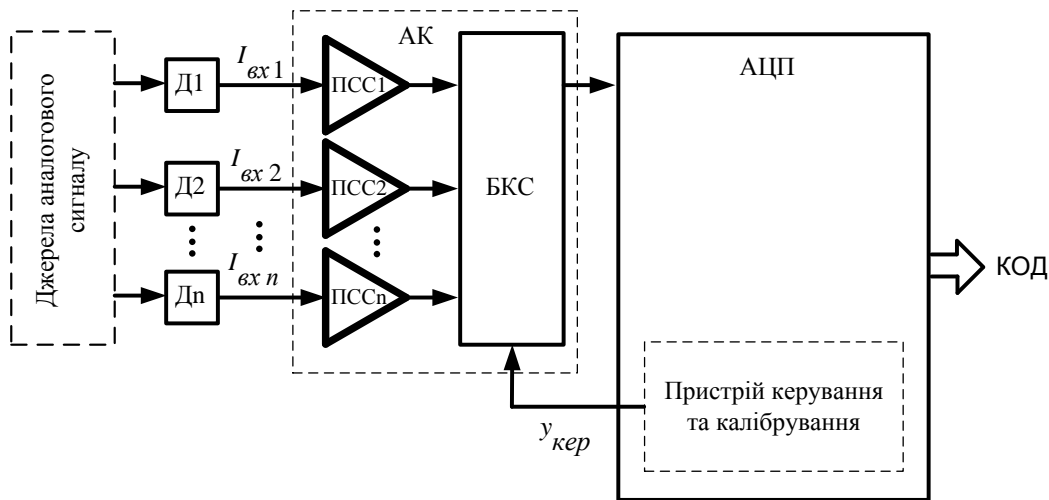 Джерела аналогового
сигналу
Д1
Д2
Дn
I вх 1
I вх 2
I вх n
АК
ПСС1
ПСС2
ПССn
БКС
АЦП
КОД
Пристрій керування
та калібрування
y кер